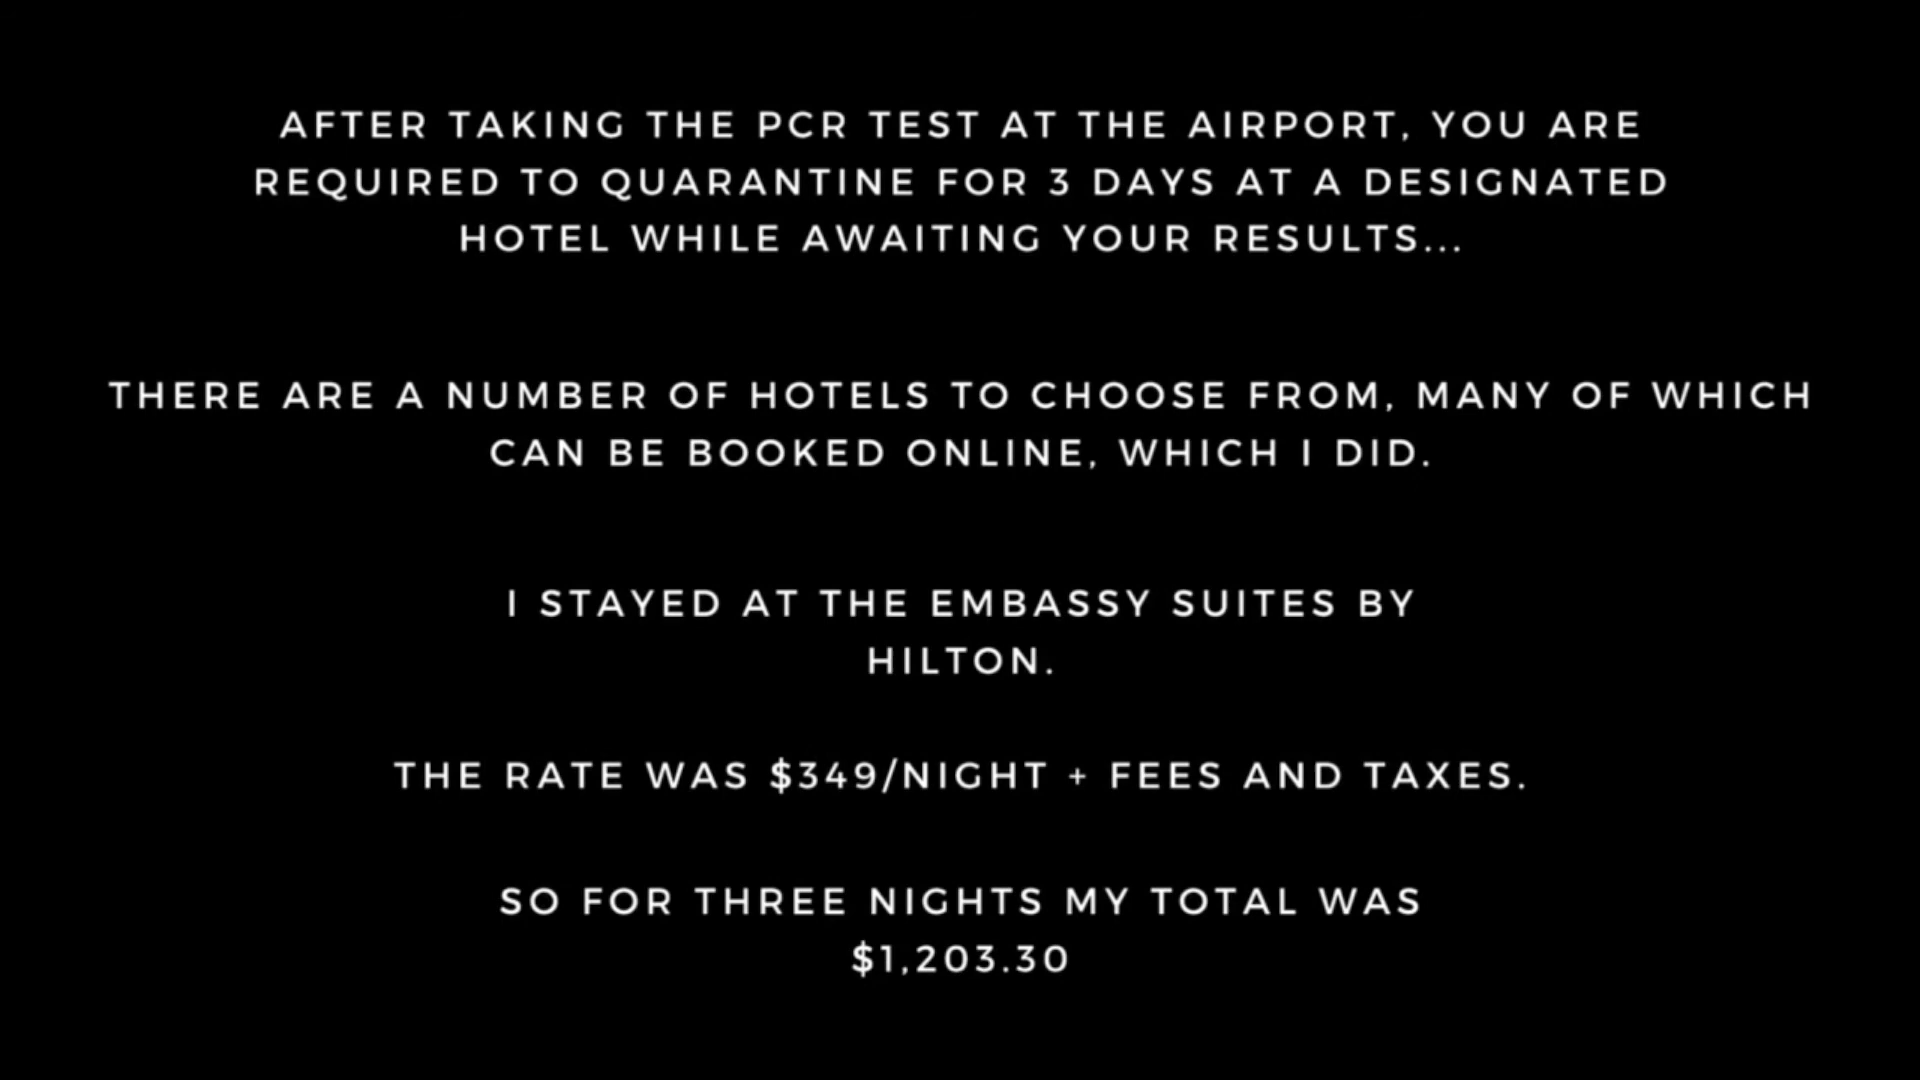 AFTER TAKING THE PCR TEST AT THE AIRPORT, YOU ARE
REQUIRED TO QUARANTINE FOR 3 DAYS AT A DESIGNATED
HOTEL WHILE AWAITING YOUR RESULTS...
THERE ARE A NUMBER OF HOTELS TO CHOOSE FROM, MANY OF WHICH
CAN BE BOOKED ONLINE, WHICH I DID.
I STAYED AT THE EMBASSY SUITES BY
HILTON.
THE RATE WAS $349/NIGHT + FEES AND TAXES.
SO FOR THREE NIGHTS MY TOTAL WAS
$1,203.30